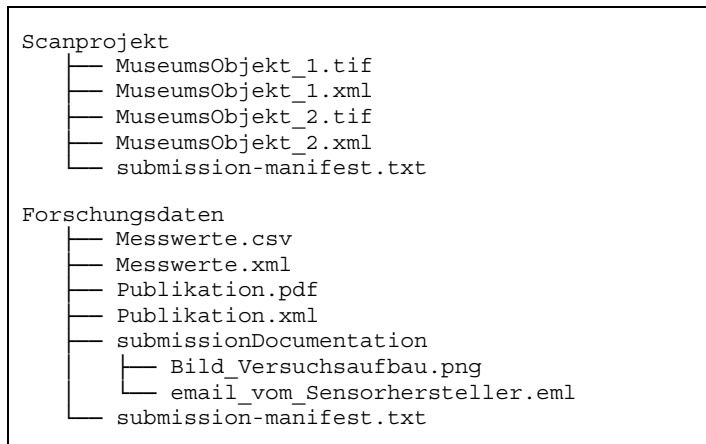 Scanprojekt
├── MuseumsObjekt_1.tif
├── MuseumsObjekt_1.xml
├── MuseumsObjekt_2.tif
├── MuseumsObjekt_2.xml
└── submission-manifest.txt
Forschungsdaten
├── Messwerte.csv
├── Messwerte.xml
├── Publikation.pdf
├── Publikation.xml
├── submissionDocumentation
│   ├── Bild_Versuchsaufbau.png
│   └── email_vom_Sensorhersteller.eml
└── submission-manifest.txt